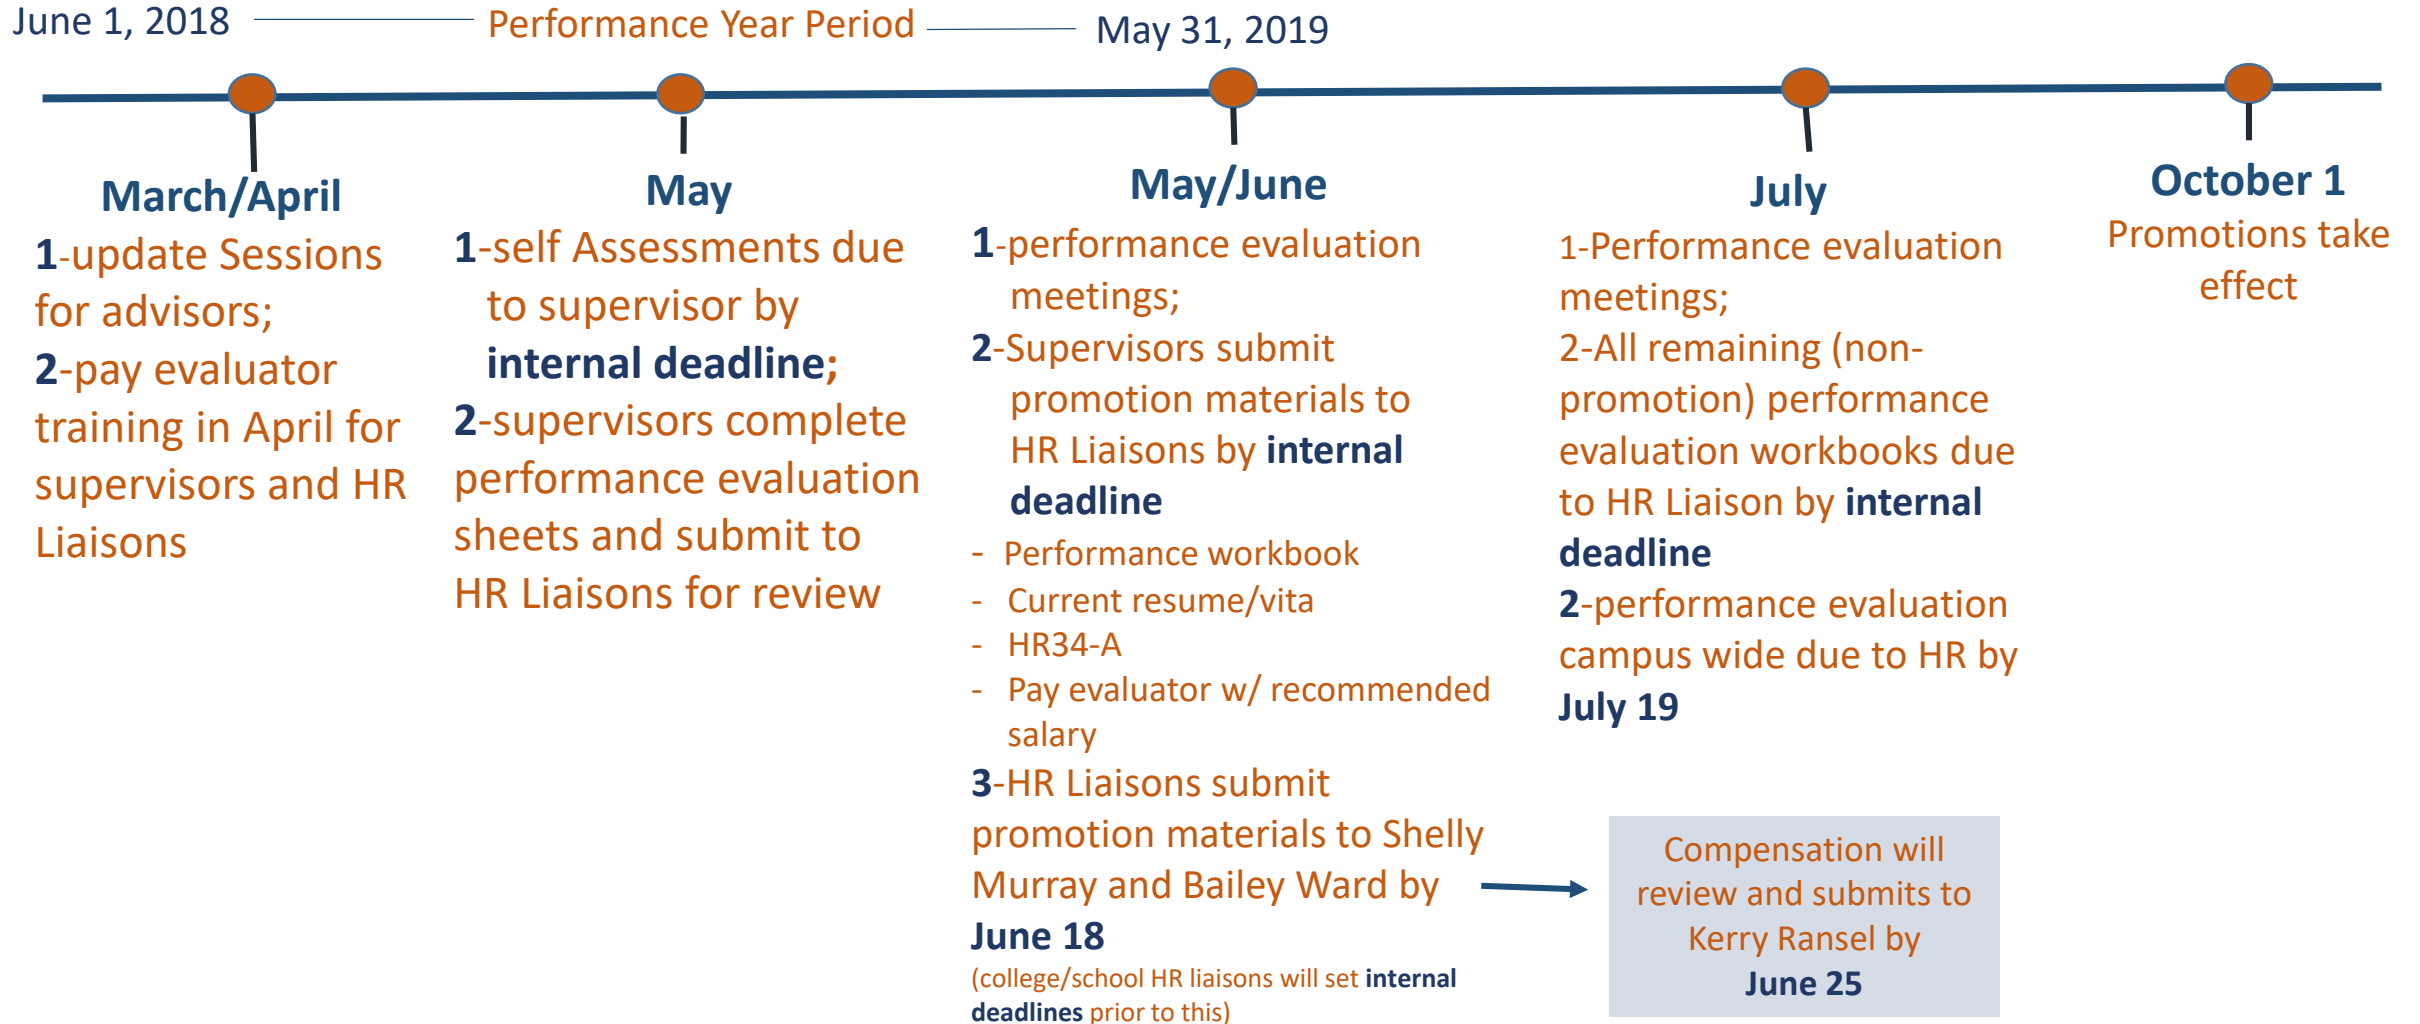 June 1, 2018
Performance Year Period
May 31, 2019
March/April
1-update Sessions
for advisors;
2-pay evaluator
training in April for
supervisors and HR
Liaisons
May
1-self Assessments due
to supervisor by
internal deadline;
2-supervisors complete
performance evaluation
sheets and submit to
HR Liaisons for review
May/June
1-performance evaluation
meetings;
2-Supervisors submit
promotion materials to
HR Liaisons by internal
deadline
- Performance workbook
- Current resume/vita
- HR34-A
- Pay evaluator w/ recommended
salary
3-HR Liaisons submit
promotion materials to Shelly
Murray and Bailey Ward by
June 18
(college/school HR liaisons will set internal
deadlines prior to this)
Compensation will
review and submits to
Kerry Ransel by
June 25
July
1-Performance evaluation
meetings;
2-All remaining (non-
promotion) performance
evaluation workbooks due
to HR Liaison by internal
deadline
2-performance evaluation
campus wide due to HR by
July 19
October 1
Promotions take
effect